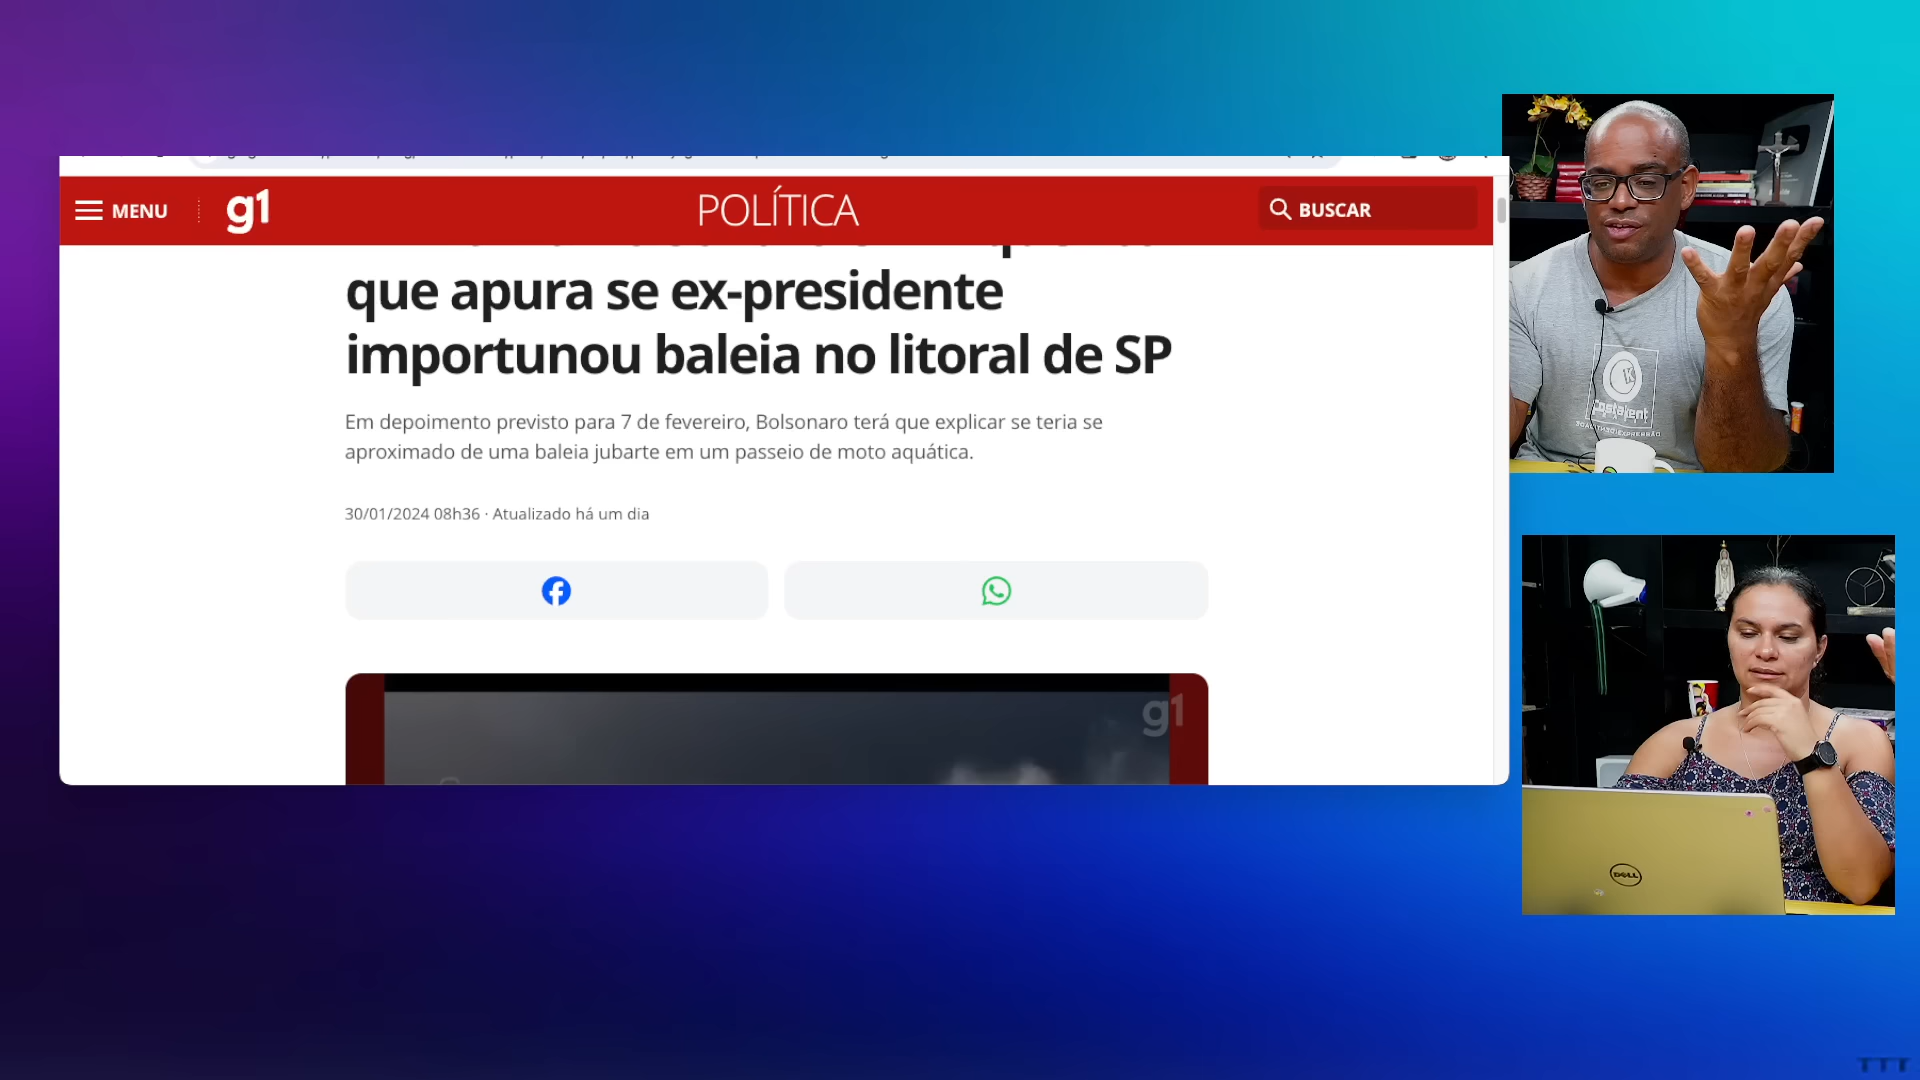 MENU
g1
POLÍTICA
BUSCAR
que apura se ex-presidente
importunou baleia no litoral de SP
Em depoimento previsto para 7 de fevereiro, Bolsonaro terá que explicar se teria se
aproximado de uma baleia jubarte em um passeio de moto aquática.
30/01/2024 08h36 · Atualizado há um dia
g1
DELL
TTT